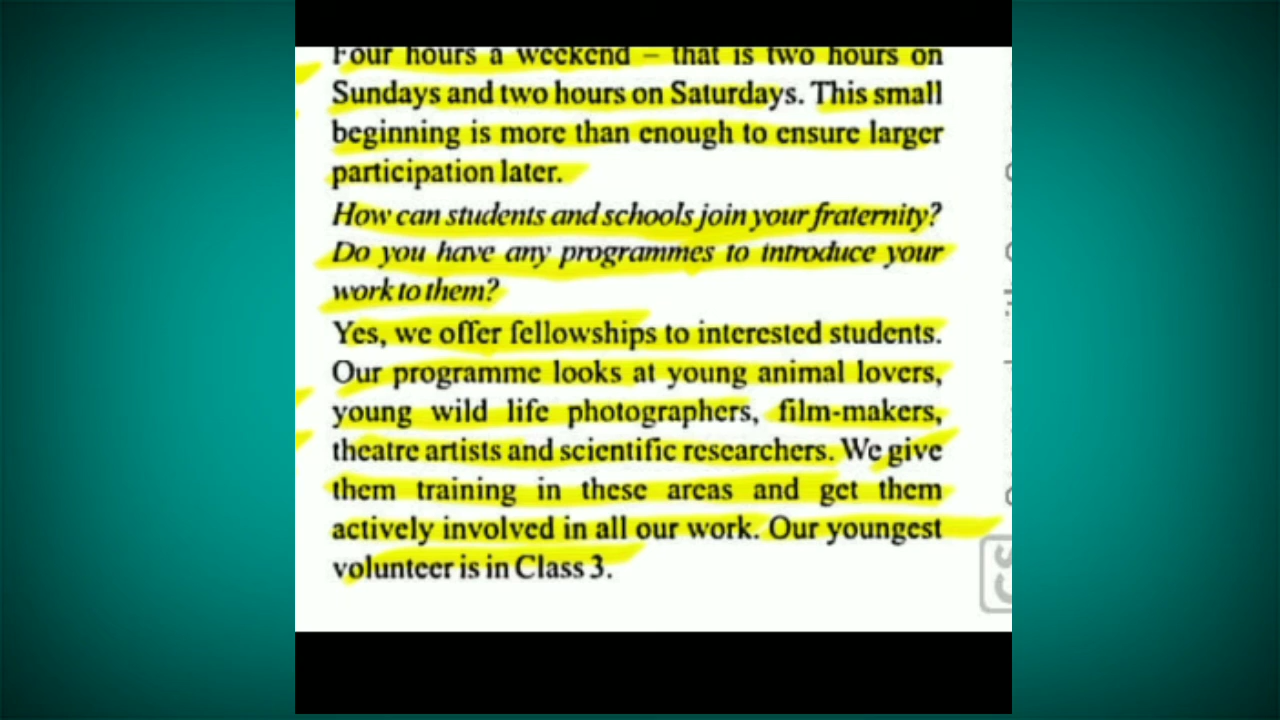 Four hours a weekend – that is two hours on
Sundays and two hours on Saturdays. This small
beginning is more than enough to ensure larger
participation later.
How can students and schools join your fraternity?
Do you have any programmes to introduce your
work to them?
Yes, we offer fellowships to interested students.
Our programme looks at young animal lovers,
young wild life photographers, film-makers,
theatre artists and scientific researchers. We give
them training in these areas and get them
actively involved in all our work. Our youngest
volunteer is in Class 3.
CS